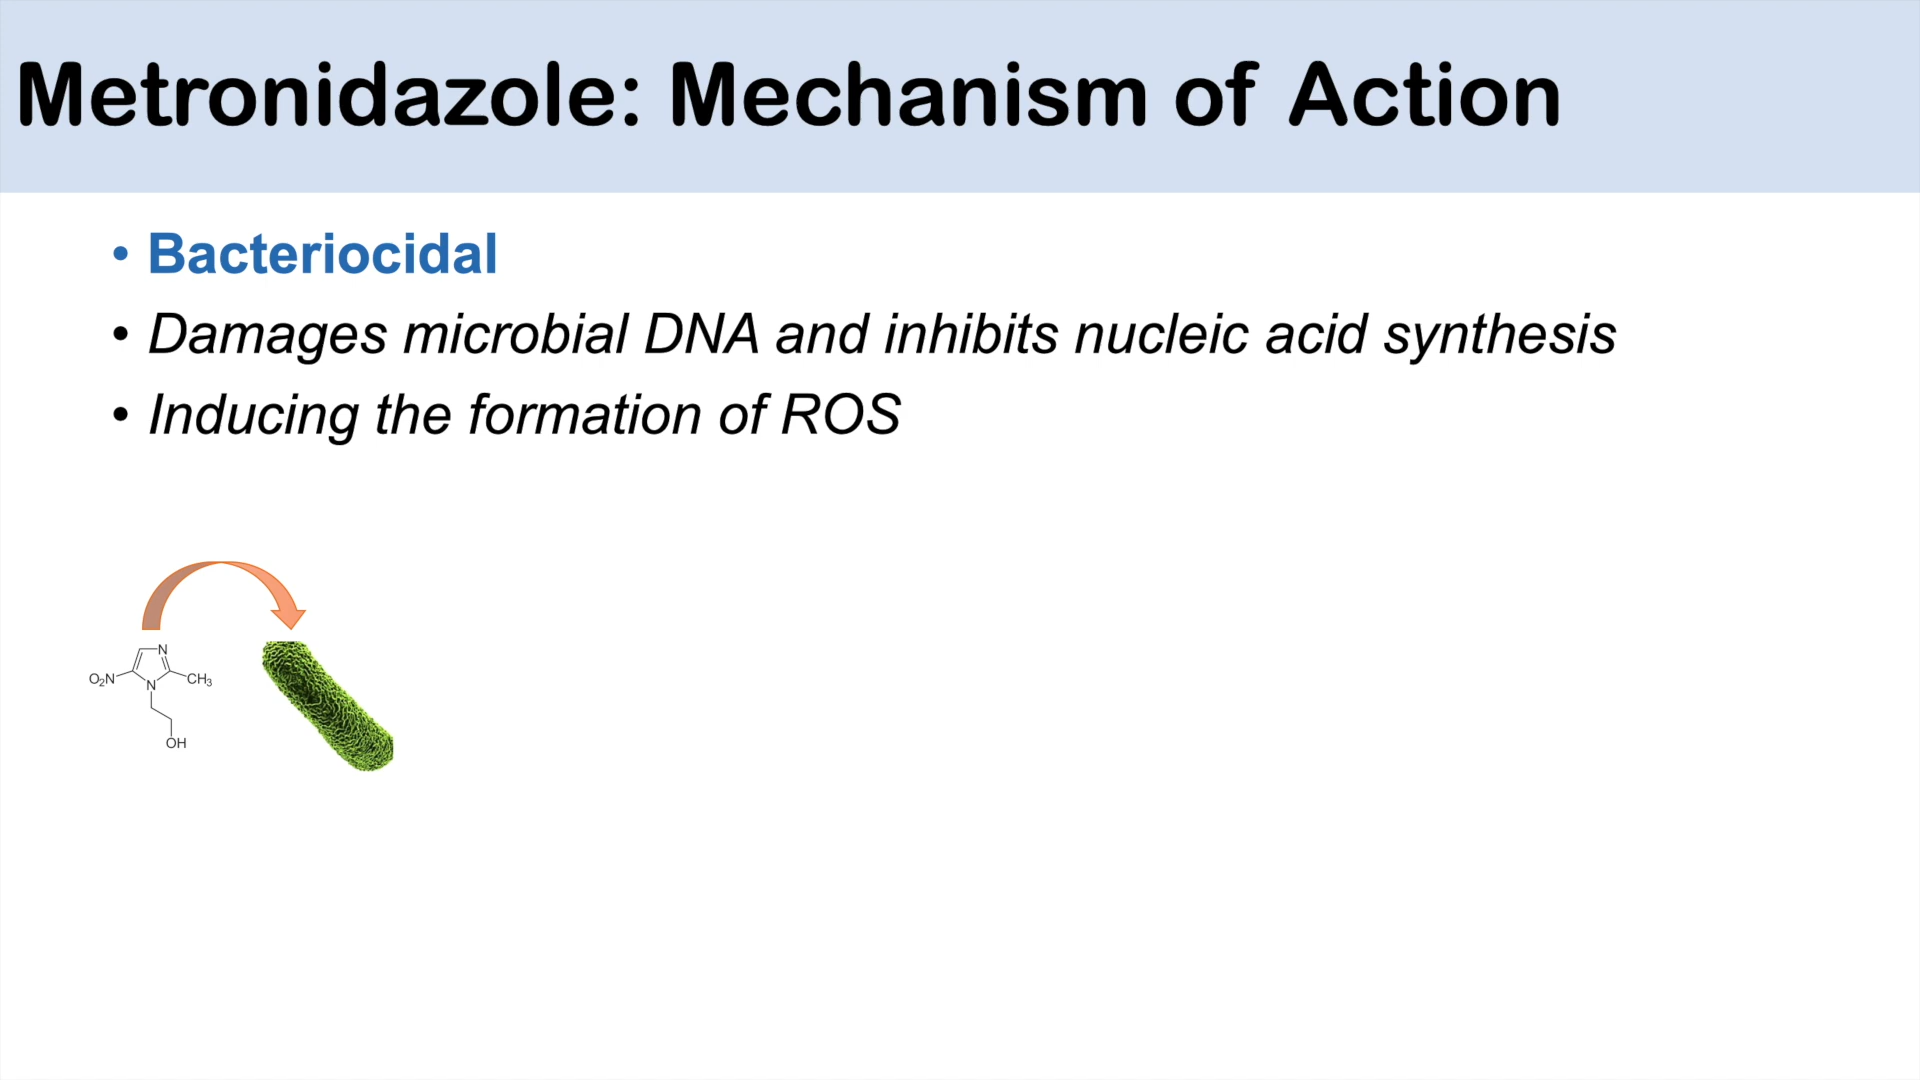 Metronidazole: Mechanism of Action
• Bacteriocidal
• Damages microbial DNA and inhibits nucleic acid synthesis
• Inducing the formation of ROS
N
O₂N
N
CH₃
OH